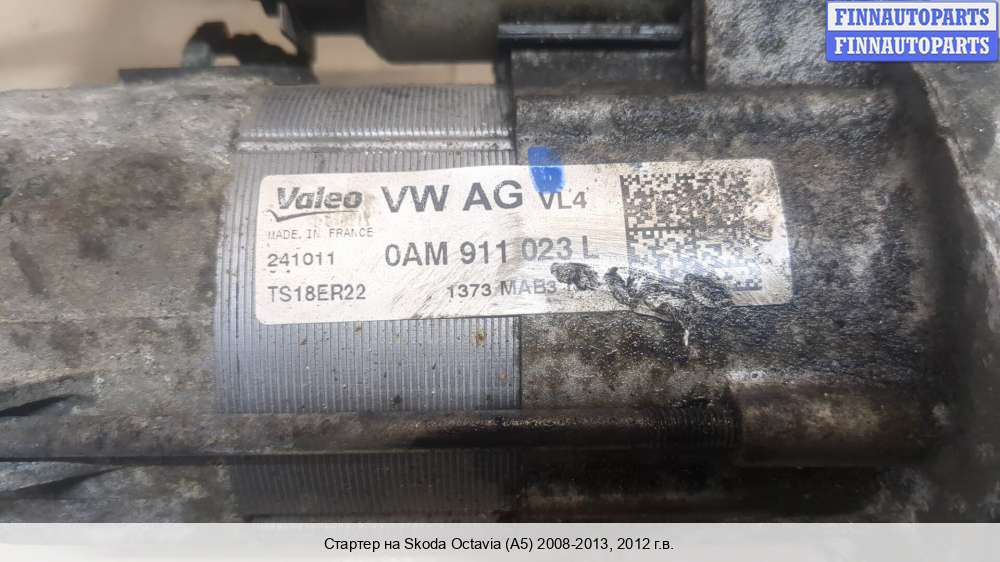 FINNAUTOPARTS
FINNAUTOPARTS
Valeo VW AG VL4
MADE IN FRANCE
241011 0AM 911 023 L
TS18ER22 1373 MAB3
Стартер на Skoda Octavia (A5) 2008-2013, 2012 г.в.